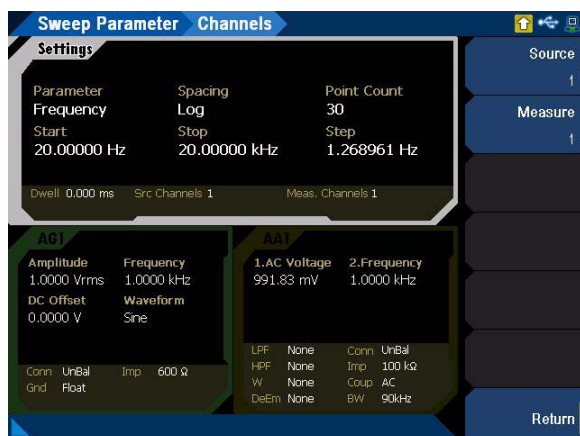 Sweep Parameter Channels
Settings
Parameter Spacing Point Count
Frequency Log 30
Start Stop Step
20.00000 Hz 20.00000 kHz 1.268961 Hz
Dwell 0.000 ms Src Channels 1 Meas. Channels 1
AG1
Amplitude Frequency
1.0000 Vrms 1.0000 kHz
DC Offset Waveform
0.0000 V Sine
Conn UnBal Imp 600 Ω
Gnd Float
AA1
1.AC Voltage 2.Frequency
991.83 mV 1.0000 kHz
LPF None Conn UnBal
HPF None Imp 100 kΩ
W None Coup AC
DeEm None BW 90kHz
Source
1
Measure
1
Return